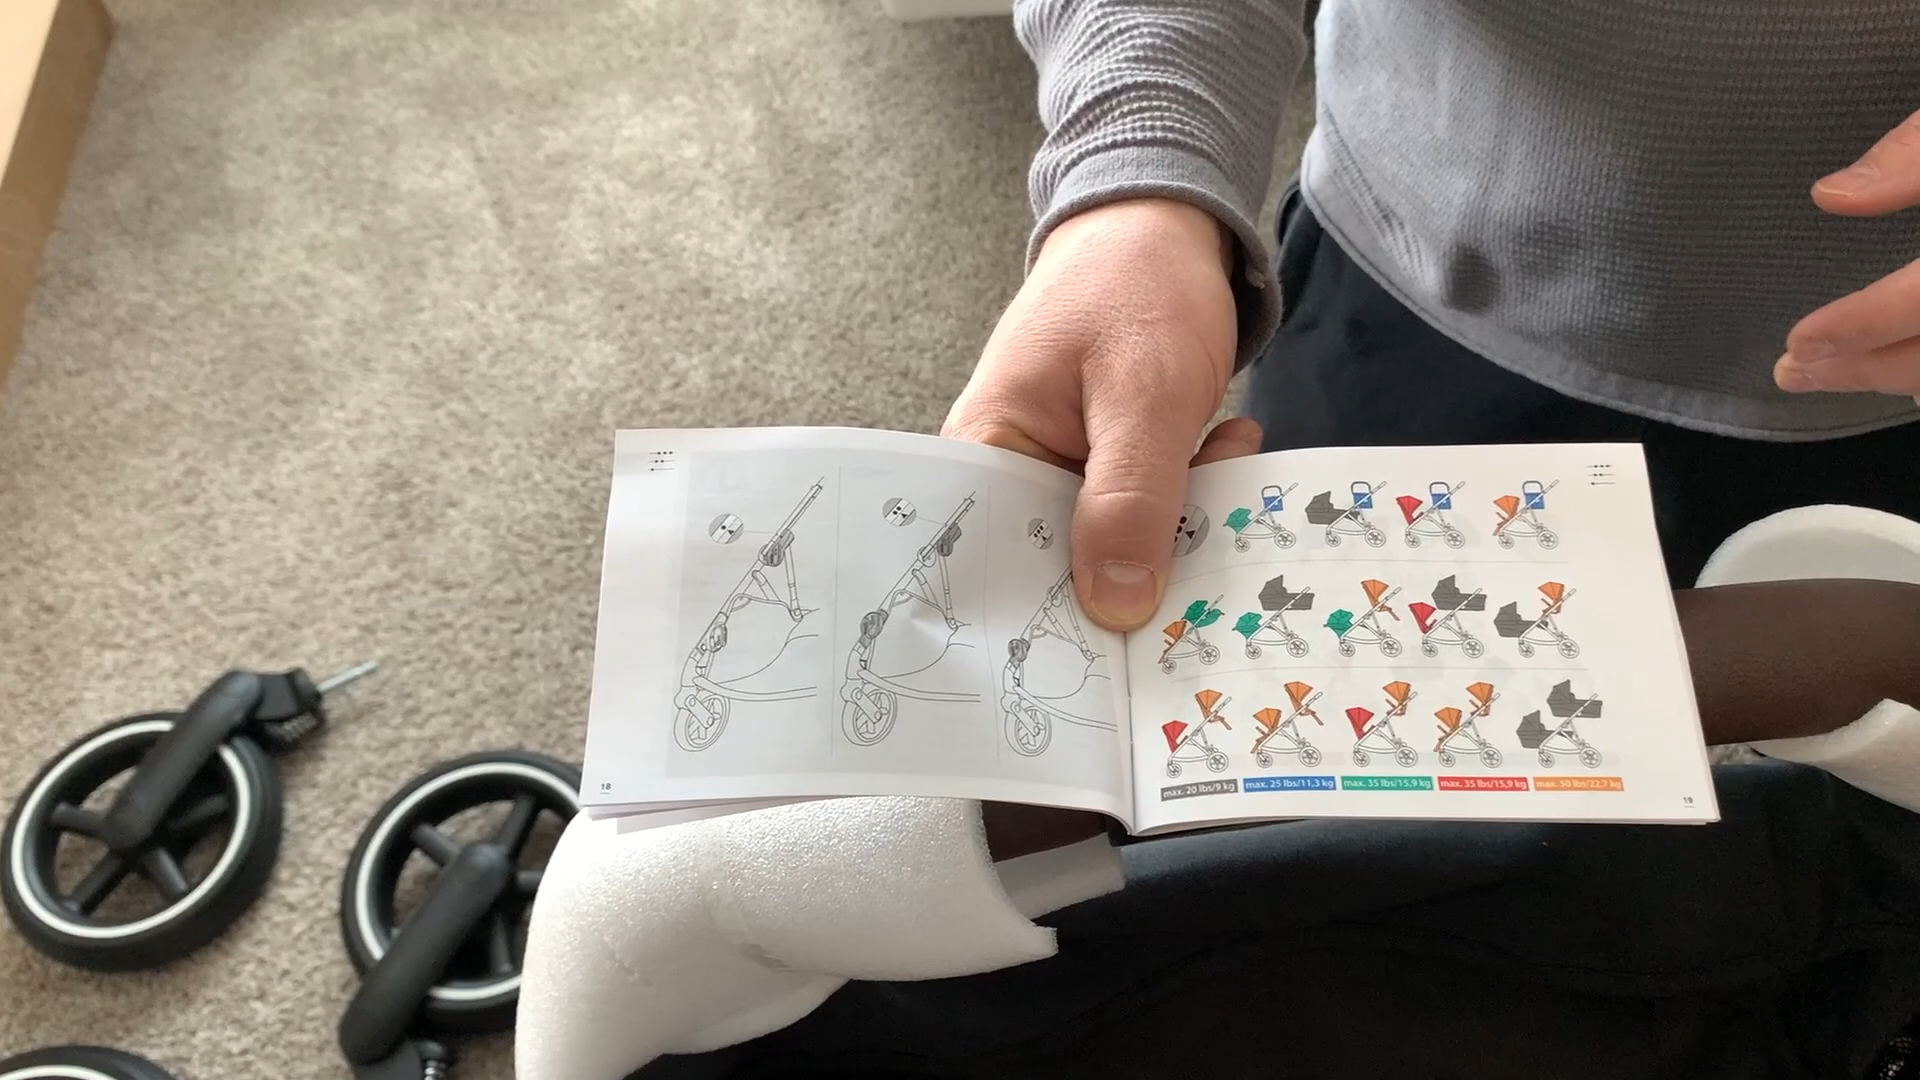 18
max. 20 lbs/9 kg max. 25 lbs/11,3 kg max. 35 lbs/15,9 kg max. 35 lbs/15,9 kg max. 50 lbs/22,7 kg
19